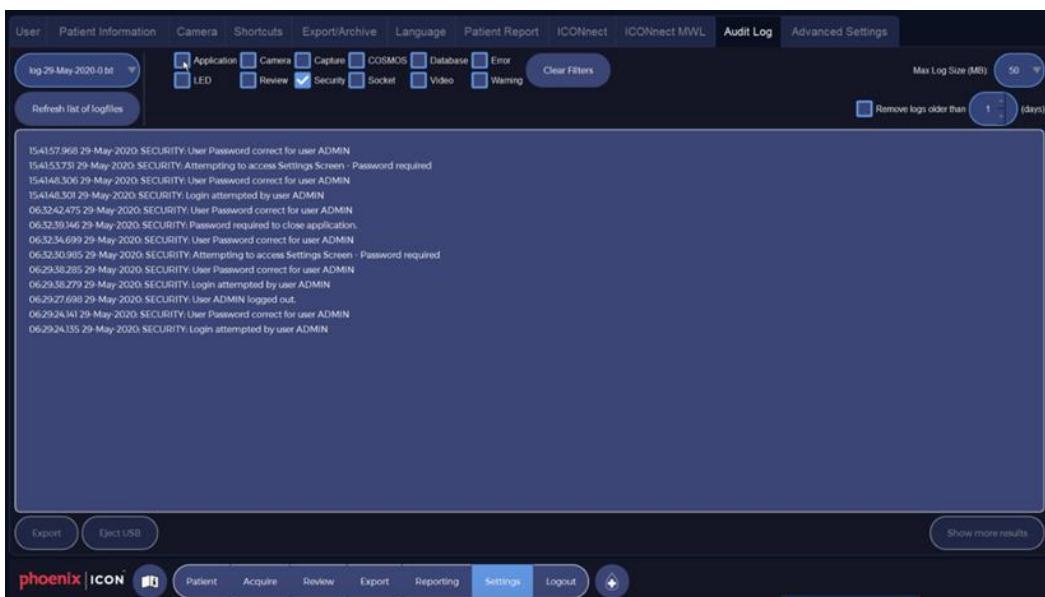 User Patient Information Camera Shortcuts Export/Archive Language Patient Report ICONnect ICONnect MWL Audit Log Advanced Settings
log-29-May-2020-0.txt
Application Camera Capture COSMOS Database Error
LED Review Security Socket Video Warning
Clear Filters
Max Log Size (MB): 50
Refresh list of logfiles
Remove logs older than 1 (days)
15:41:57.968 29-May-2020: SECURITY: User Password correct for user ADMIN
15:41:53.731 29-May-2020: SECURITY: Attempting to access Settings Screen - Password required
15:41:48.306 29-May-2020: SECURITY: User Password correct for user ADMIN
15:41:48.301 29-May-2020: SECURITY: Login attempted by user ADMIN
06:32:42.475 29-May-2020: SECURITY: User Password correct for user ADMIN
06:32:39.146 29-May-2020: SECURITY: Password required to close application.
06:32:34.699 29-May-2020: SECURITY: User Password correct for user ADMIN
06:32:30.985 29-May-2020: SECURITY: Attempting to access Settings Screen - Password required
06:29:38.285 29-May-2020: SECURITY: User Password correct for user ADMIN
06:29:38.279 29-May-2020: SECURITY: Login attempted by user ADMIN
06:29:27.698 29-May-2020: SECURITY: User ADMIN logged out.
06:29:24.141 29-May-2020: SECURITY: User Password correct for user ADMIN
06:29:24.135 29-May-2020: SECURITY: Login attempted by user ADMIN
Export Eject USB Show more results
phoenix ICON Patient Acquire Review Export Reporting Settings Logout